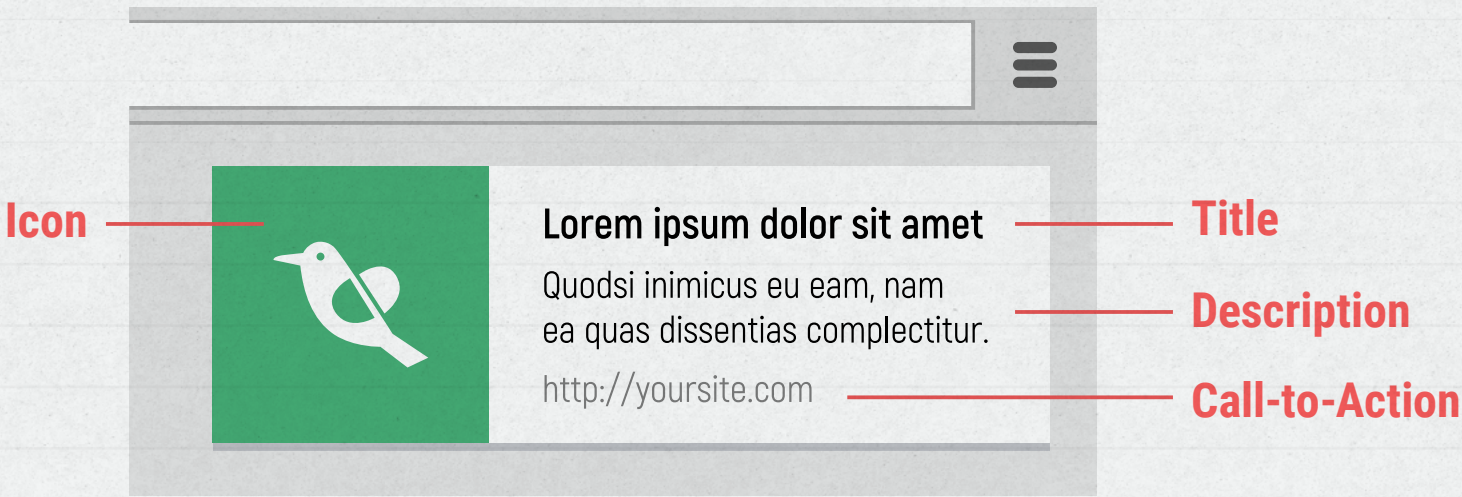 Icon
Lorem ipsum dolor sit amet
Title
Quodsi inimicus eu eam, nam
ea quas dissentias complectitur.
Description
http://yoursite.com
Call-to-Action